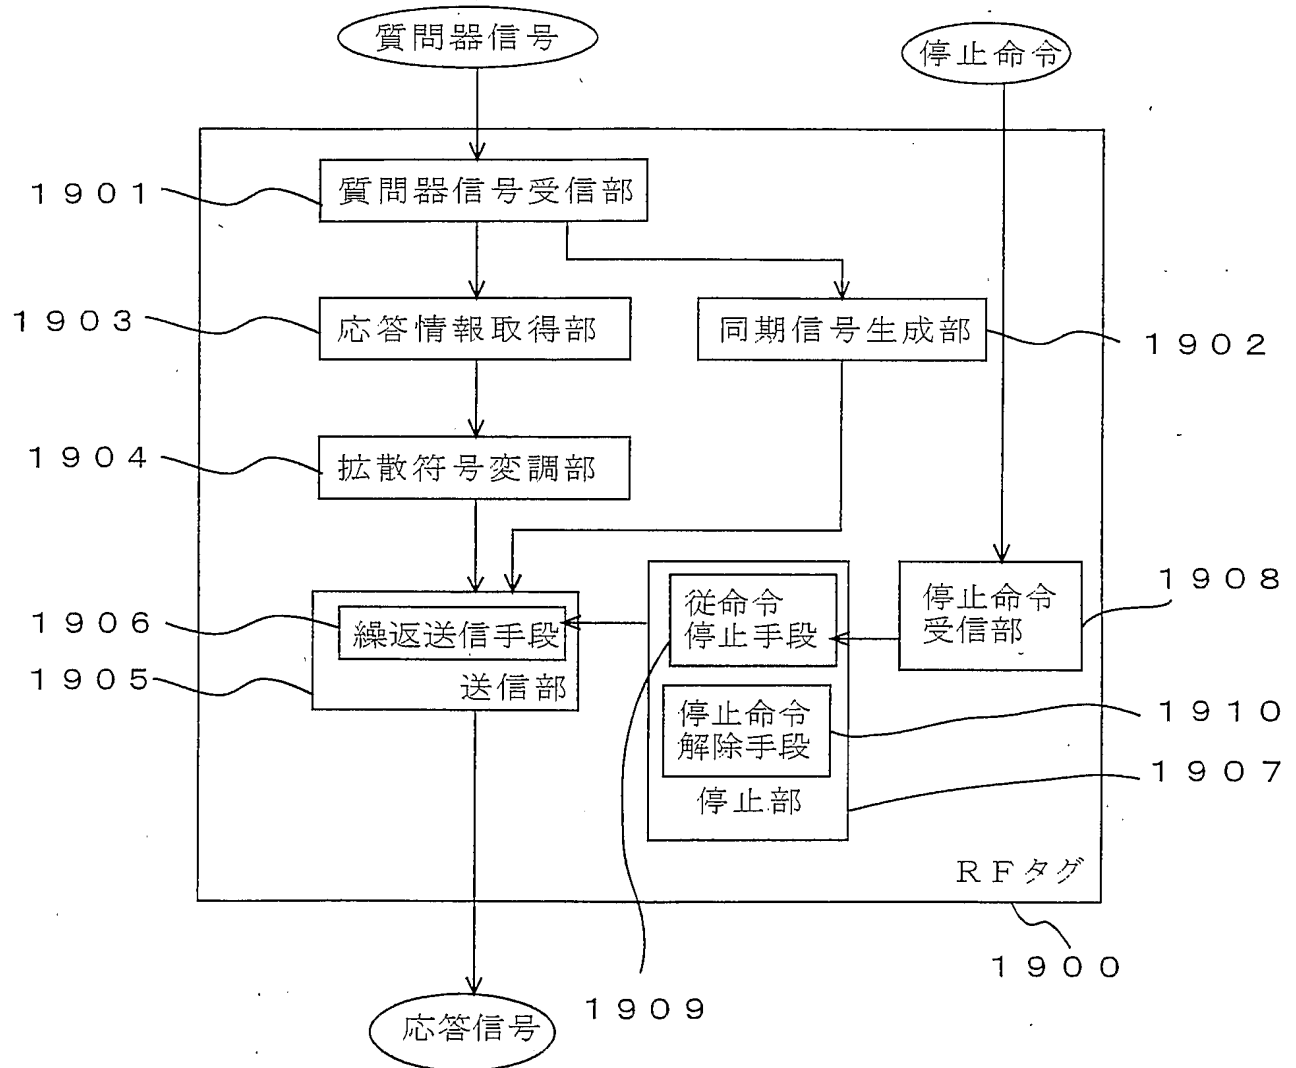 質問器信号
停止命令
1901
質問器信号受信部
1903
応答情報取得部
同期信号生成部
1902
1904
拡散符号変調部
1906
繰返送信手段
1905
送信部
従命令
停止手段
停止命令
受信部
1908
停止命令
解除手段
1910
停止部
1907
RFタグ
1900
1909
応答信号